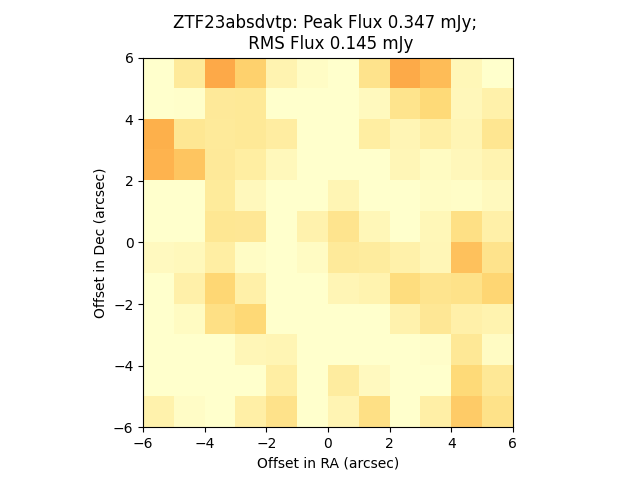 ZTF23absdvtp: Peak Flux 0.347 mJy;
RMS Flux 0.145 mJy
6
4
2
0
−2
−4
−6
Offset in Dec (arcsec)
−6 −4 −2 0 2 4 6
Offset in RA (arcsec)